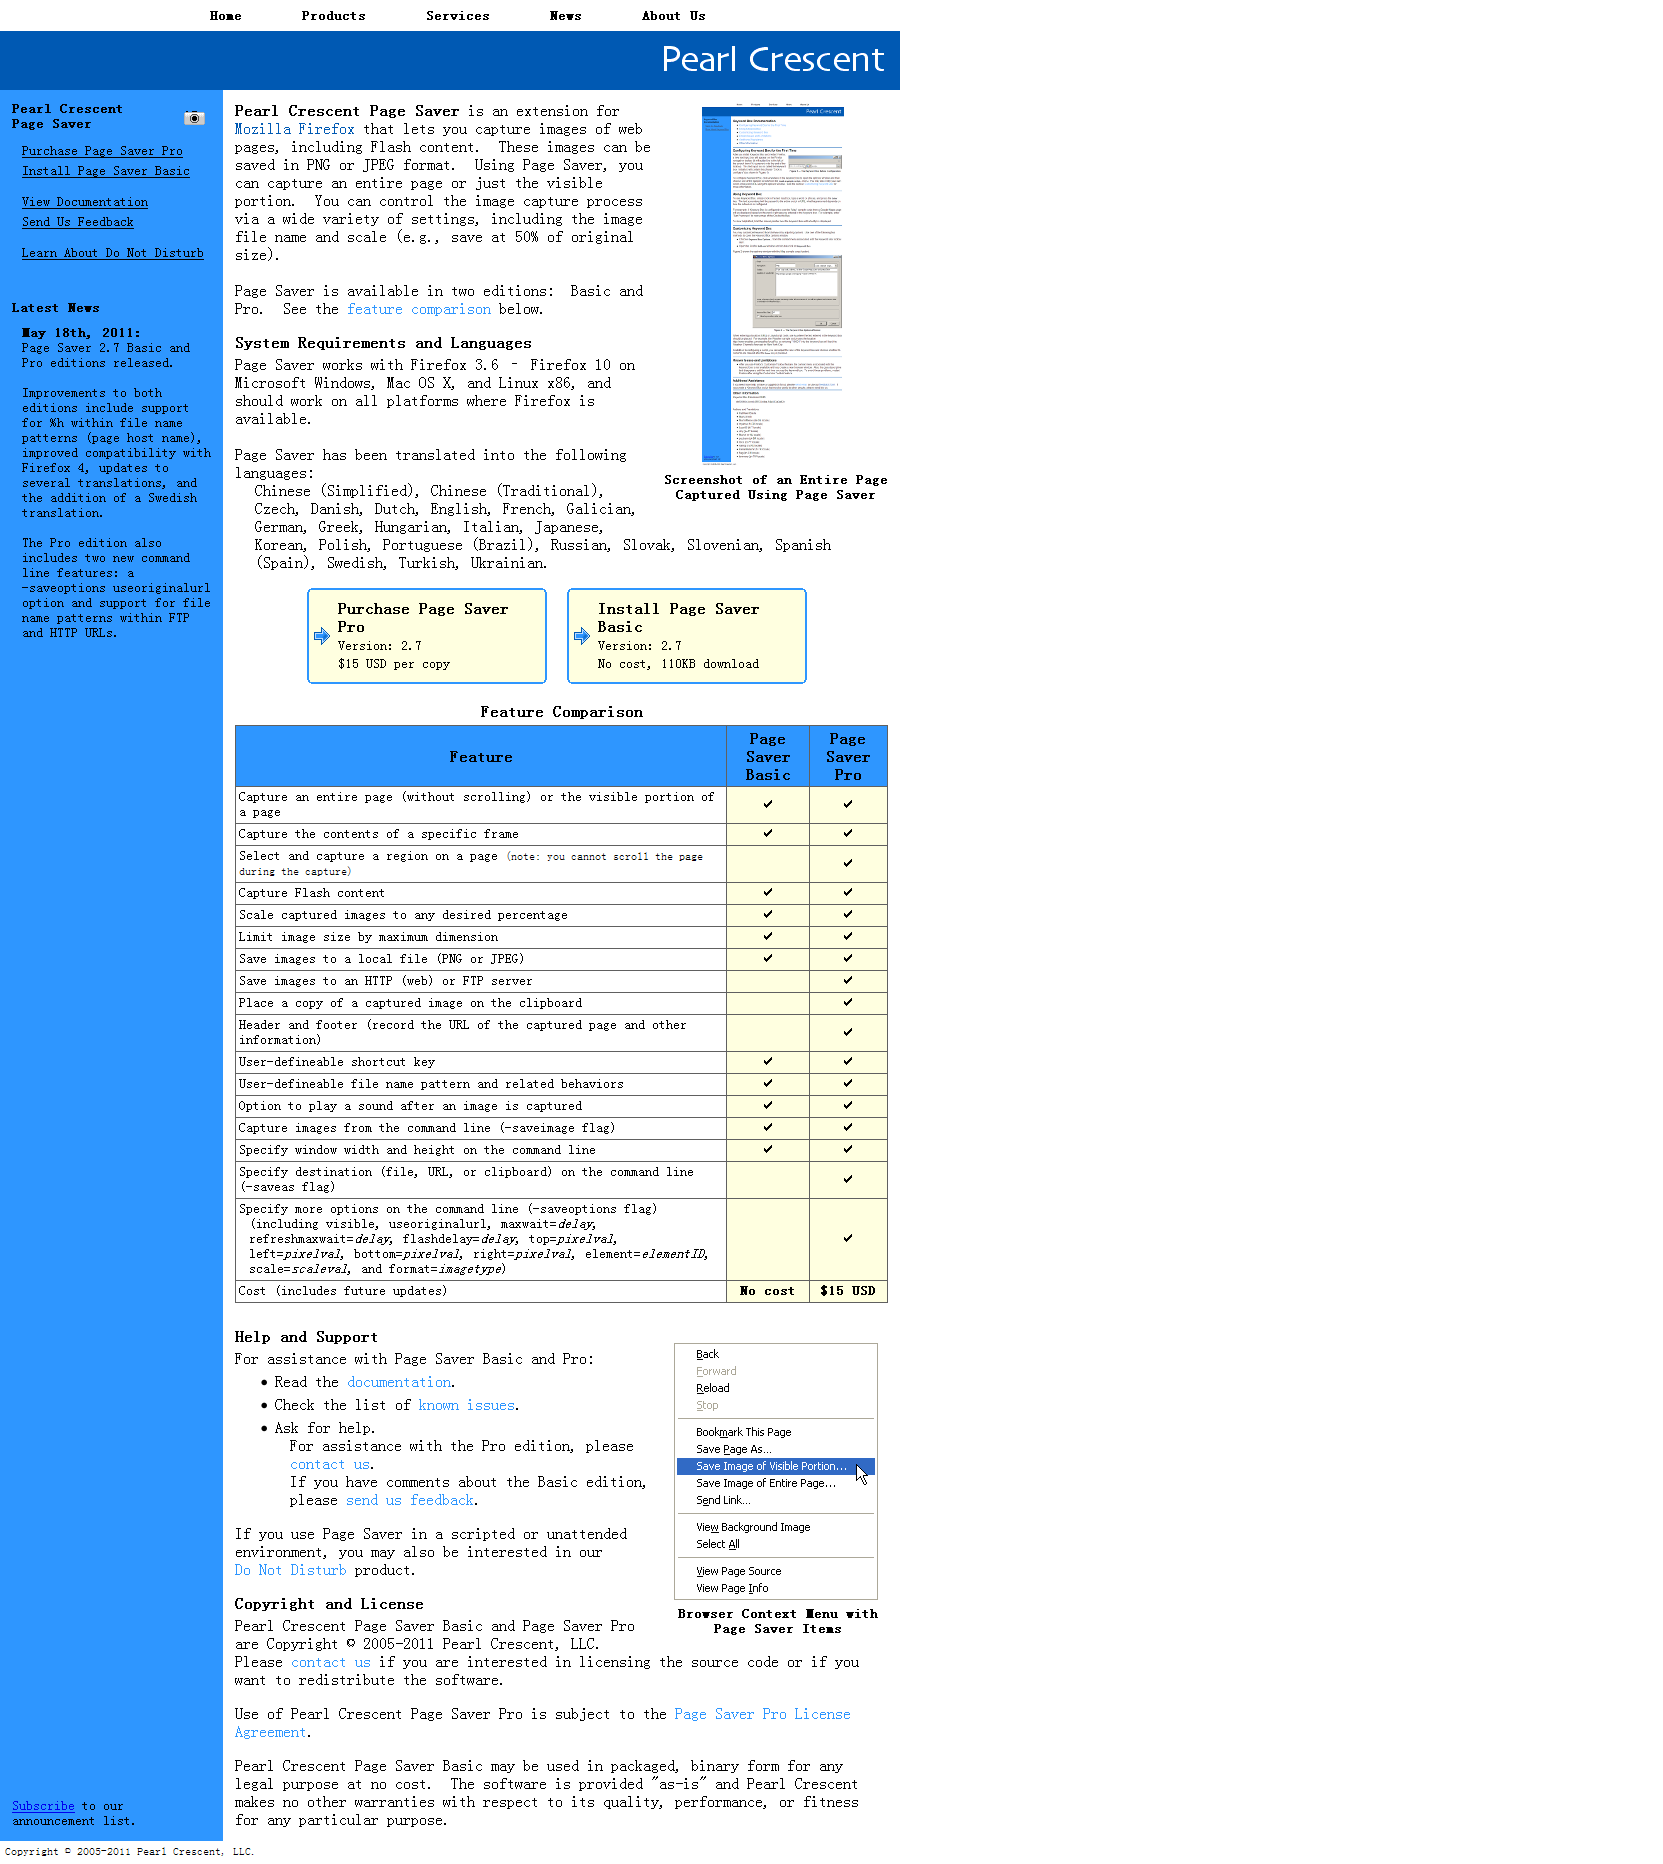 Home Products Services News About Us
Pearl Crescent
Pearl Crescent
Page Saver
Purchase Page Saver Pro
Install Page Saver Basic
View Documentation
Send Us Feedback
Learn About Do Not Disturb
Latest News
May 18th, 2011:
Page Saver 2.7 Basic and
Pro editions released.
Improvements to both
editions include support
for %h within file name
patterns (page host name),
improved compatibility with
Firefox 4, updates to
several translations, and
the addition of a Swedish
translation.
The Pro edition also
includes two new command
line features: a
-saveoptions useoriginalurl
option and support for file
name patterns within FTP
and HTTP URLs.
Subscribe to our
announcement list.
Pearl Crescent Page Saver is an extension for
Mozilla Firefox that lets you capture images of web
pages, including Flash content. These images can be
saved in PNG or JPEG format. Using Page Saver, you
can capture an entire page or just the visible
portion. You can control the image capture process
via a wide variety of settings, including the image
file name and scale (e.g., save at 50% of original
size).
Page Saver is available in two editions: Basic and
Pro. See the feature comparison below.
System Requirements and Languages
Page Saver works with Firefox 3.6 - Firefox 10 on
Microsoft Windows, Mac OS X, and Linux x86, and
should work on all platforms where Firefox is
available.
Page Saver has been translated into the following
languages:
Chinese (Simplified), Chinese (Traditional),
Czech, Danish, Dutch, English, French, Galician,
German, Greek, Hungarian, Italian, Japanese,
Korean, Polish, Portuguese (Brazil), Russian, Slovak, Slovenian, Spanish
(Spain), Swedish, Turkish, Ukrainian.
Pearl Crescent
Screenshot of an Entire Page
Captured Using Page Saver
Purchase Page Saver
Pro
Version: 2.7
$15 USD per copy
Install Page Saver
Basic
Version: 2.7
No cost, 110KB download
Feature Comparison
Feature
Page
Saver
Basic
Page
Saver
Pro
Capture an entire page (without scrolling) or the visible portion of
a page ✓ ✓
Capture the contents of a specific frame ✓ ✓
Select and capture a region on a page (note: you cannot scroll the page
during the capture) ✓
Capture Flash content ✓ ✓
Scale captured images to any desired percentage ✓ ✓
Limit image size by maximum dimension ✓ ✓
Save images to a local file (PNG or JPEG) ✓ ✓
Save images to an HTTP (web) or FTP server ✓
Place a copy of a captured image on the clipboard ✓
Header and footer (record the URL of the captured page and other
information) ✓
User-defineable shortcut key ✓ ✓
User-defineable file name pattern and related behaviors ✓ ✓
Option to play a sound after an image is captured ✓ ✓
Capture images from the command line (-saveimage flag) ✓ ✓
Specify window width and height on the command line ✓ ✓
Specify destination (file, URL, or clipboard) on the command line
(-saveas flag) ✓
Specify more options on the command line (-saveoptions flag)
(including visible, useoriginalurl, maxwait=delay,
refreshmaxwait=delay, flashdelay=delay, top=pixelval,
left=pixelval, bottom=pixelval, right=pixelval, element=elementID,
scale=scaleval, and format=imagetype) ✓
Cost (includes future updates) No cost $15 USD
Help and Support
For assistance with Page Saver Basic and Pro:
• Read the documentation.
• Check the list of known issues.
• Ask for help.
For assistance with the Pro edition, please
contact us.
If you have comments about the Basic edition,
please send us feedback.
If you use Page Saver in a scripted or unattended
environment, you may also be interested in our
Do Not Disturb product.
Back
Forward
Reload
Stop
Bookmark This Page
Save Page As...
Save Image of Visible Portion...
Save Image of Entire Page...
Send Link...
View Background Image
Select All
View Page Source
View Page Info
Browser Context Menu with
Page Saver Items
Copyright and License
Pearl Crescent Page Saver Basic and Page Saver Pro
are Copyright © 2005-2011 Pearl Crescent, LLC.
Please contact us if you are interested in licensing the source code or if you
want to redistribute the software.
Use of Pearl Crescent Page Saver Pro is subject to the Page Saver Pro License
Agreement.
Pearl Crescent Page Saver Basic may be used in packaged, binary form for any
legal purpose at no cost. The software is provided "as-is" and Pearl Crescent
makes no other warranties with respect to its quality, performance, or fitness
for any particular purpose.
Copyright © 2005-2011 Pearl Crescent, LLC.